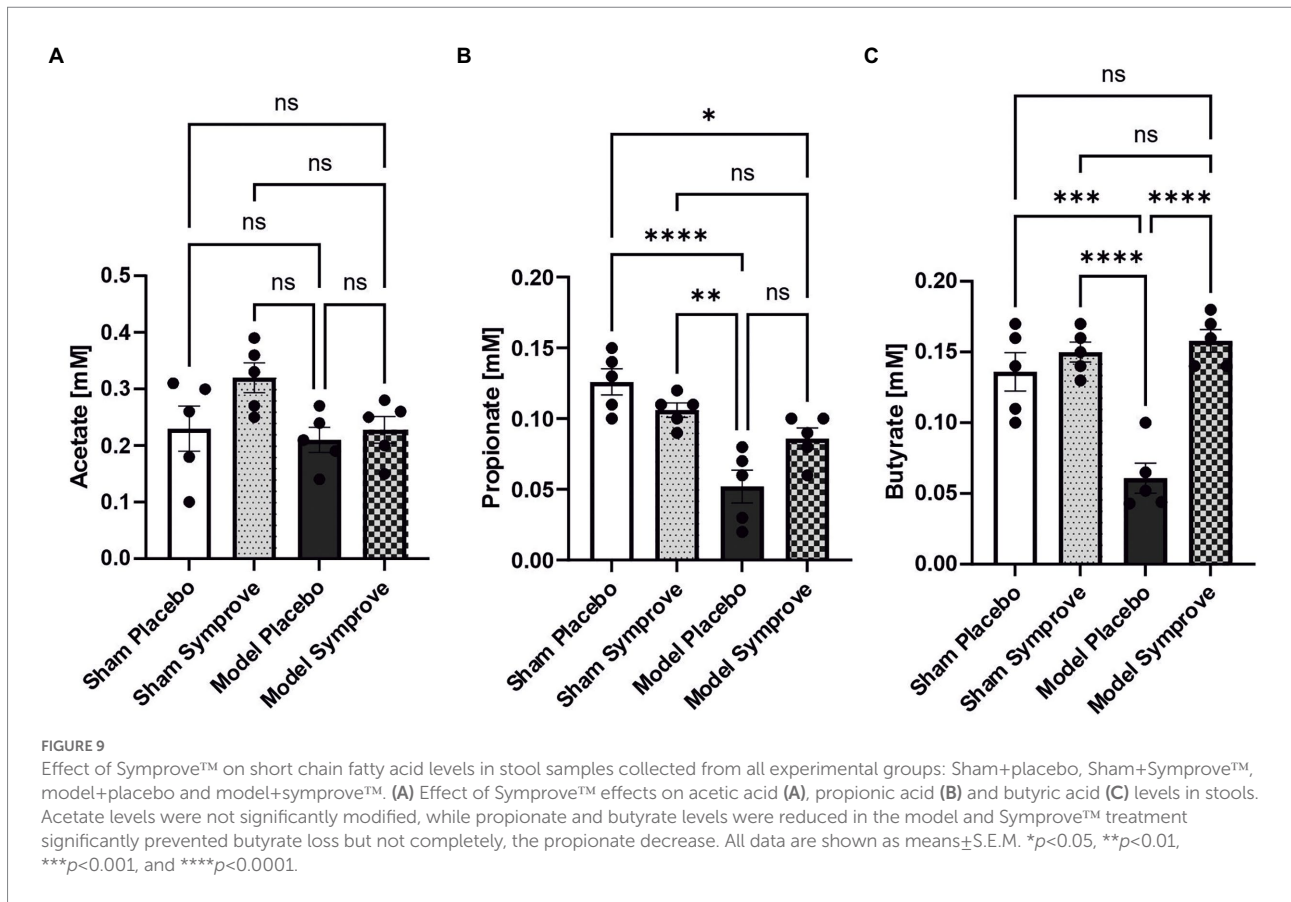 A
B
C
ns
ns
ns
ns
ns
Acetate [mM]
0.5
0.4
0.3
0.2
0.1
0.0
Sham Placebo
Sham Symprove
Model Placebo
Model Symprove
*
ns
****
**
ns
Propionate [mM]
0.20
0.15
0.10
0.05
0.00
Sham Placebo
Sham Symprove
Model Placebo
Model Symprove
ns
ns
***
****
****
Butyrate [mM]
0.20
0.15
0.10
0.05
0.00
Sham Placebo
Sham Symprove
Model Placebo
Model Symprove
FIGURE 9
Effect of Symprove™ on short chain fatty acid levels in stool samples collected from all experimental groups: Sham+placebo, Sham+Symprove™,
model+placebo and model+symprove™. (A) Effect of Symprove™ effects on acetic acid (A), propionic acid (B) and butyric acid (C) levels in stools.
Acetate levels were not significantly modified, while propionate and butyrate levels were reduced in the model and Symprove™ treatment
significantly prevented butyrate loss but not completely, the propionate decrease. All data are shown as means±S.E.M. *p<0.05, **p<0.01,
***p<0.001, and ****p<0.0001.